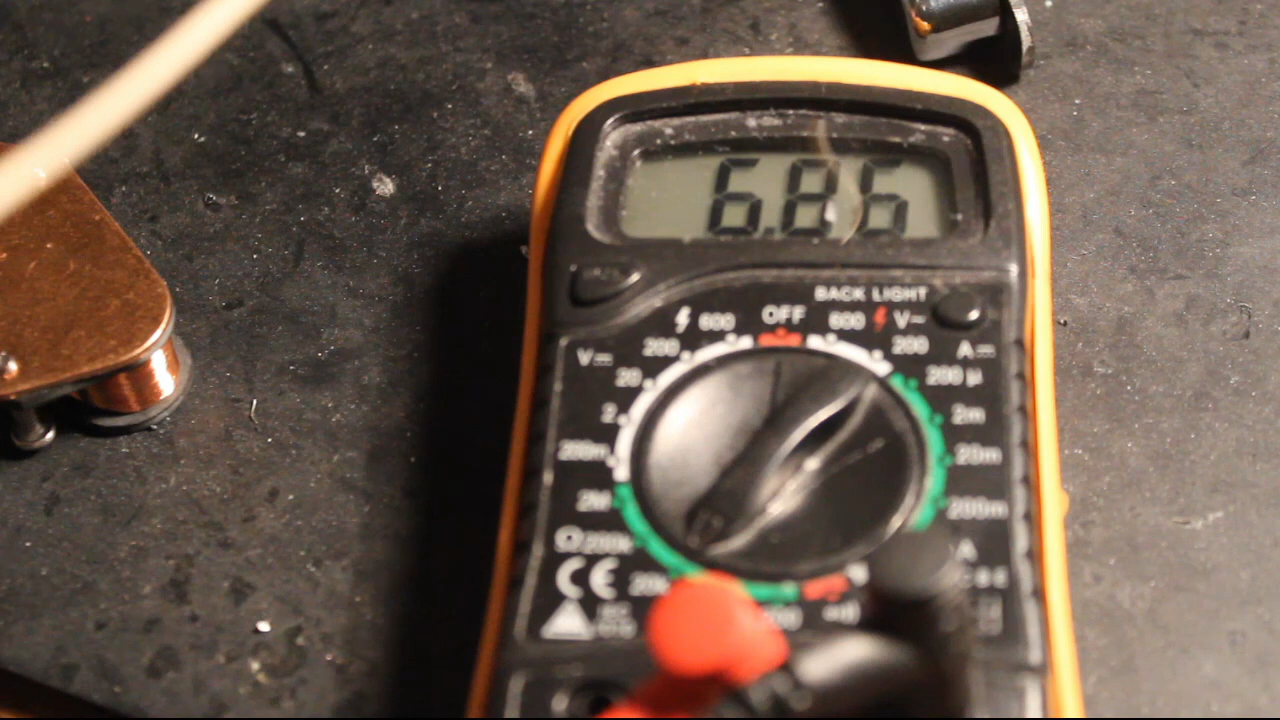 6.86
BACK LIGHT
OFF
600 600 V~
V⎓ 200 200 A⎓
20 200 µ
2 2m
200m 20m
2M 200m
Ω 200k A
CE 20k